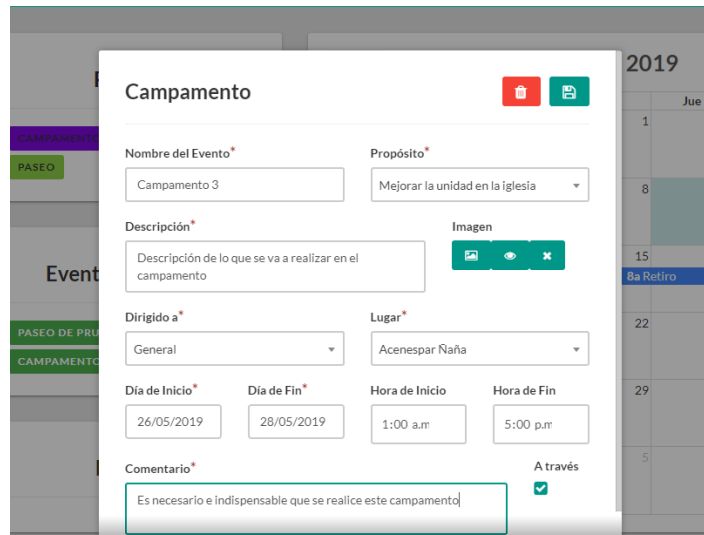 2019
Jue
Campamento
1
CAMPAMENTO
Nombre del Evento*
Propósito*
PASEO
Campamento 3
Mejorar la unidad en la iglesia
8
Descripción*
Imagen
Descripción de lo que se va a realizar en el
campamento
15
Event
8a Retiro
Dirigido a*
Lugar*
22
PASEO DE PRU
General
Acenespar Ñaña
CAMPAMENTO
Día de Inicio*
Día de Fin*
Hora de Inicio
Hora de Fin
29
26/05/2019
28/05/2019
1:00 a.m
5:00 p.m
Comentario*
A través
5
Es necesario e indispensable que se realice este campamento